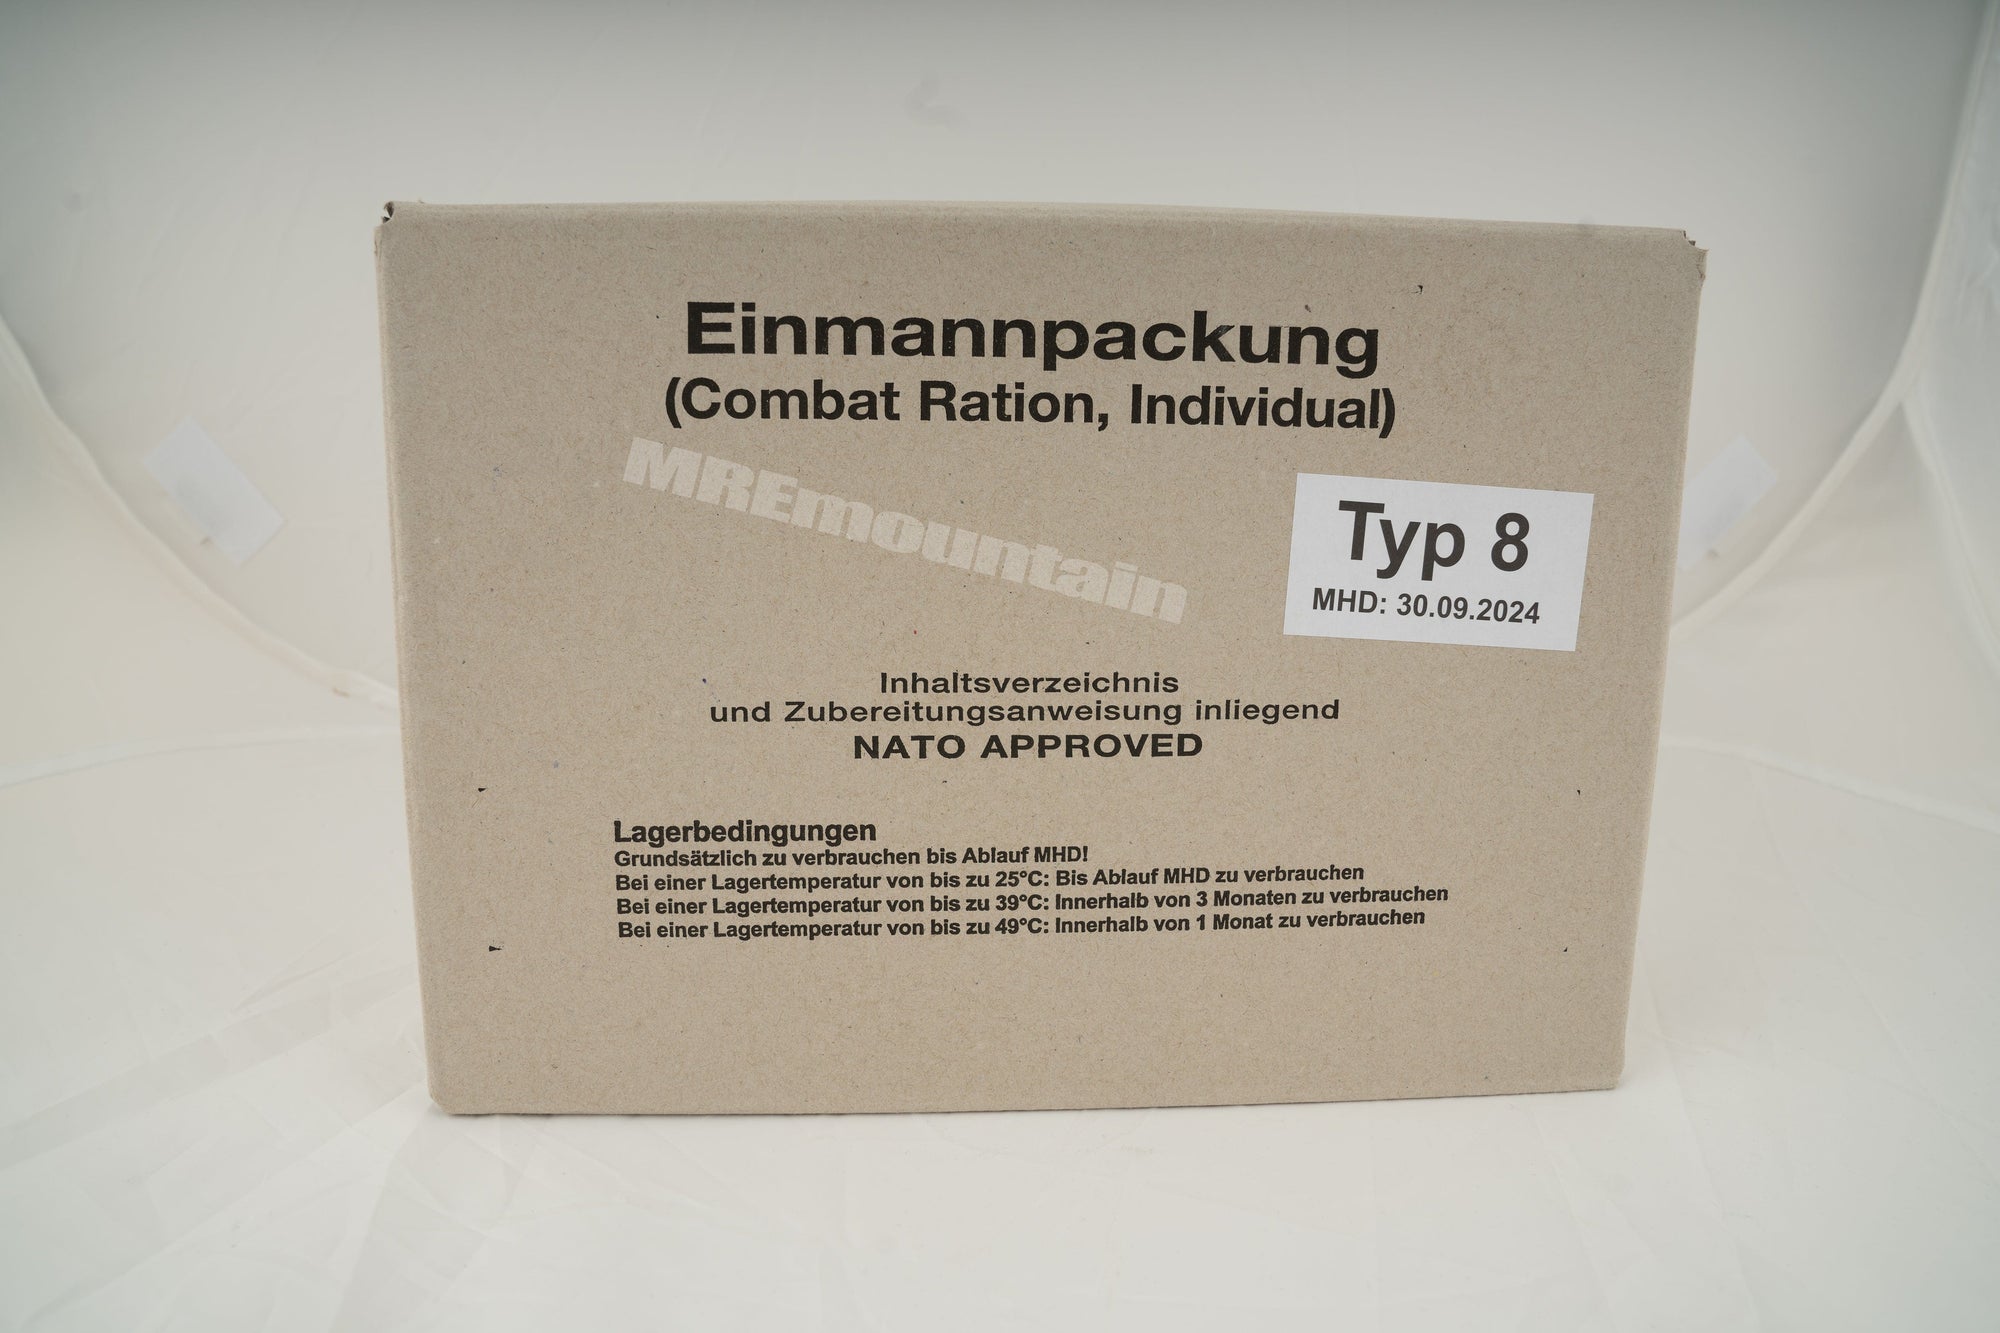 Einmannpackung
(Combat Ration, Individual)
MREmountain
Typ 8
MHD: 30.09.2024
Inhaltsverzeichnis
und Zubereitungsanweisung inliegend
NATO APPROVED
Lagerbedingungen
Grundsätzlich zu verbrauchen bis Ablauf MHD!
Bei einer Lagertemperatur von bis zu 25°C: Bis Ablauf MHD zu verbrauchen
Bei einer Lagertemperatur von bis zu 39°C: Innerhalb von 3 Monaten zu verbrauchen
Bei einer Lagertemperatur von bis zu 49°C: Innerhalb von 1 Monat zu verbrauchen